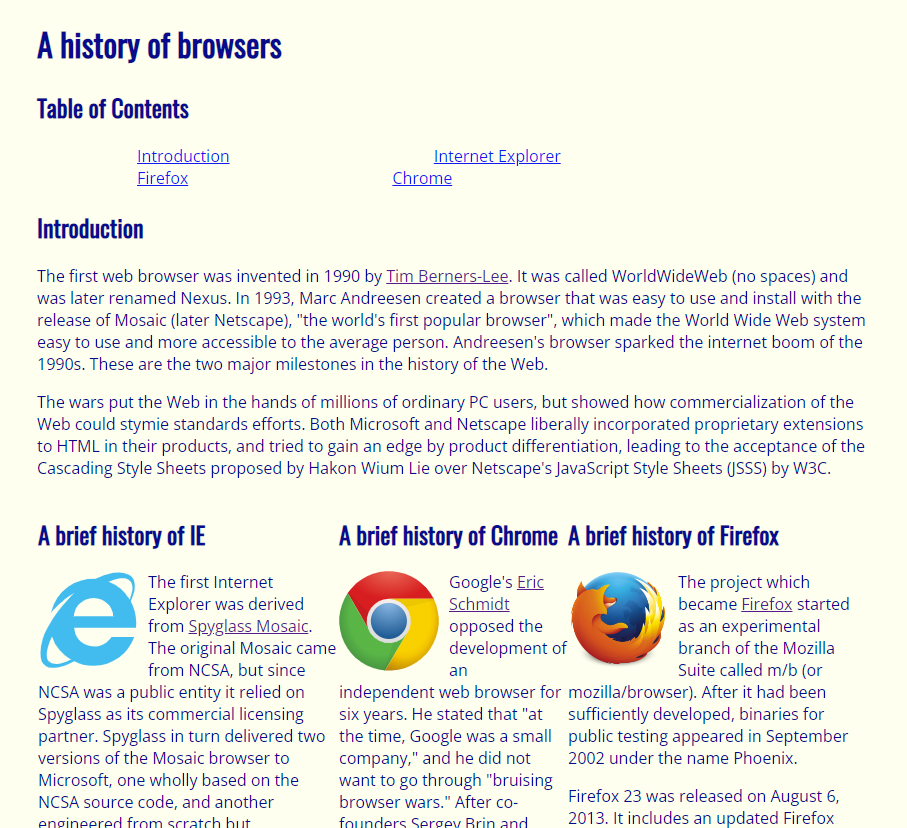 A history of browsers
Table of Contents
Introduction Internet Explorer
Firefox Chrome
Introduction
The first web browser was invented in 1990 by Tim Berners-Lee. It was called WorldWideWeb (no spaces) and
was later renamed Nexus. In 1993, Marc Andreesen created a browser that was easy to use and install with the
release of Mosaic (later Netscape), "the world's first popular browser", which made the World Wide Web system
easy to use and more accessible to the average person. Andreesen's browser sparked the internet boom of the
1990s. These are the two major milestones in the history of the Web.
The wars put the Web in the hands of millions of ordinary PC users, but showed how commercialization of the
Web could stymie standards efforts. Both Microsoft and Netscape liberally incorporated proprietary extensions
to HTML in their products, and tried to gain an edge by product differentiation, leading to the acceptance of the
Cascading Style Sheets proposed by Hakon Wium Lie over Netscape's JavaScript Style Sheets (JSSS) by W3C.
A brief history of IE
The first Internet
Explorer was derived
from Spyglass Mosaic.
The original Mosaic came
from NCSA, but since
NCSA was a public entity it relied on
Spyglass as its commercial licensing
partner. Spyglass in turn delivered two
versions of the Mosaic browser to
Microsoft, one wholly based on the
NCSA source code, and another
engineered from scratch but
A brief history of Chrome
Google's Eric
Schmidt
opposed the
development of
an
independent web browser for
six years. He stated that "at
the time, Google was a small
company," and he did not
want to go through "bruising
browser wars." After co-
founders Sergey Brin and
A brief history of Firefox
The project which
became Firefox started
as an experimental
branch of the Mozilla
Suite called m/b (or
mozilla/browser). After it had been
sufficiently developed, binaries for
public testing appeared in September
2002 under the name Phoenix.
Firefox 23 was released on August 6,
2013. It includes an updated Firefox